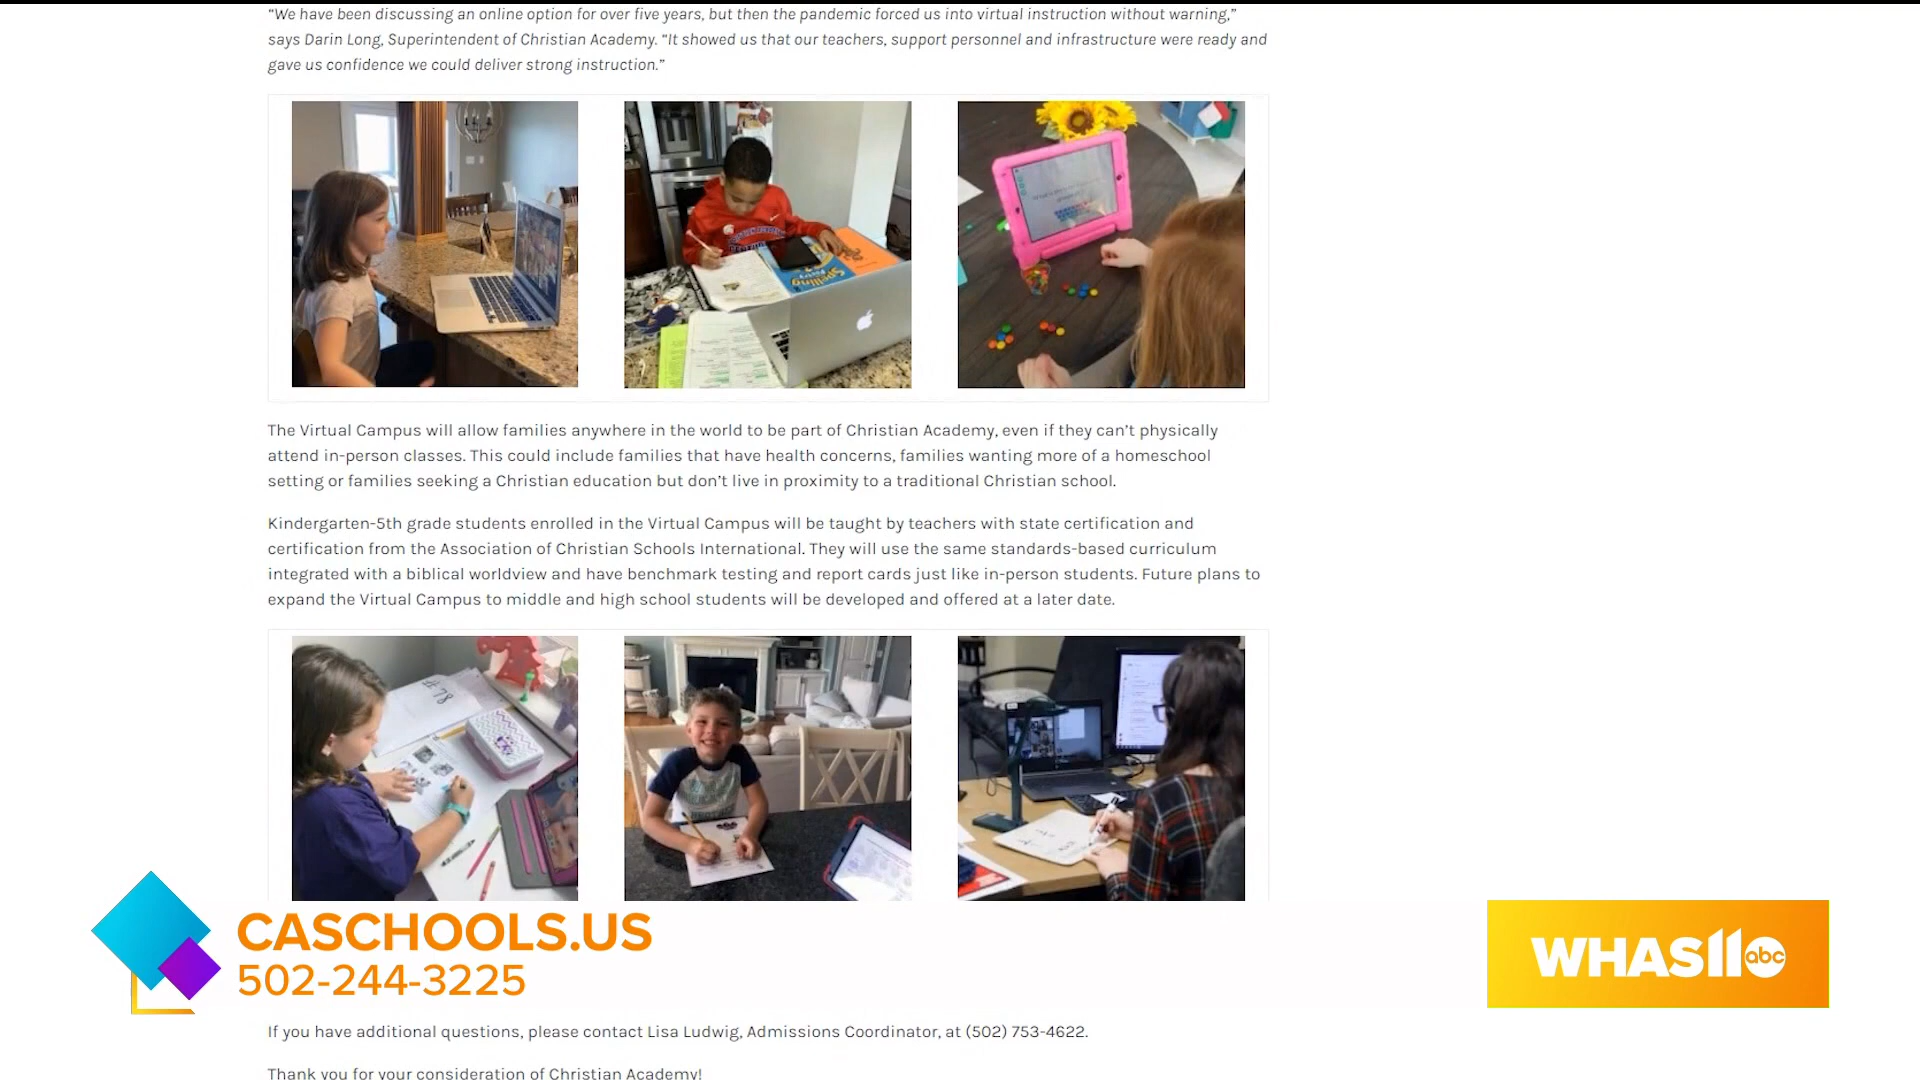 “We have been discussing an online option for over five years, but then the pandemic forced us into virtual instruction without warning,”
says Darin Long, Superintendent of Christian Academy. “It showed us that our teachers, support personnel and infrastructure were ready and
gave us confidence we could deliver strong instruction.”
Spelling
The Virtual Campus will allow families anywhere in the world to be part of Christian Academy, even if they can’t physically
attend in-person classes. This could include families that have health concerns, families wanting more of a homeschool
setting or families seeking a Christian education but don’t live in proximity to a traditional Christian school.
Kindergarten-5th grade students enrolled in the Virtual Campus will be taught by teachers with state certification and
certification from the Association of Christian Schools International. They will use the same standards-based curriculum
integrated with a biblical worldview and have benchmark testing and report cards just like in-person students. Future plans to
expand the Virtual Campus to middle and high school students will be developed and offered at a later date.
#78
CASCHOOLS.US
502-244-3225
WHAS11 abc
If you have additional questions, please contact Lisa Ludwig, Admissions Coordinator, at (502) 753-4622.
Thank you for your consideration of Christian Academy!